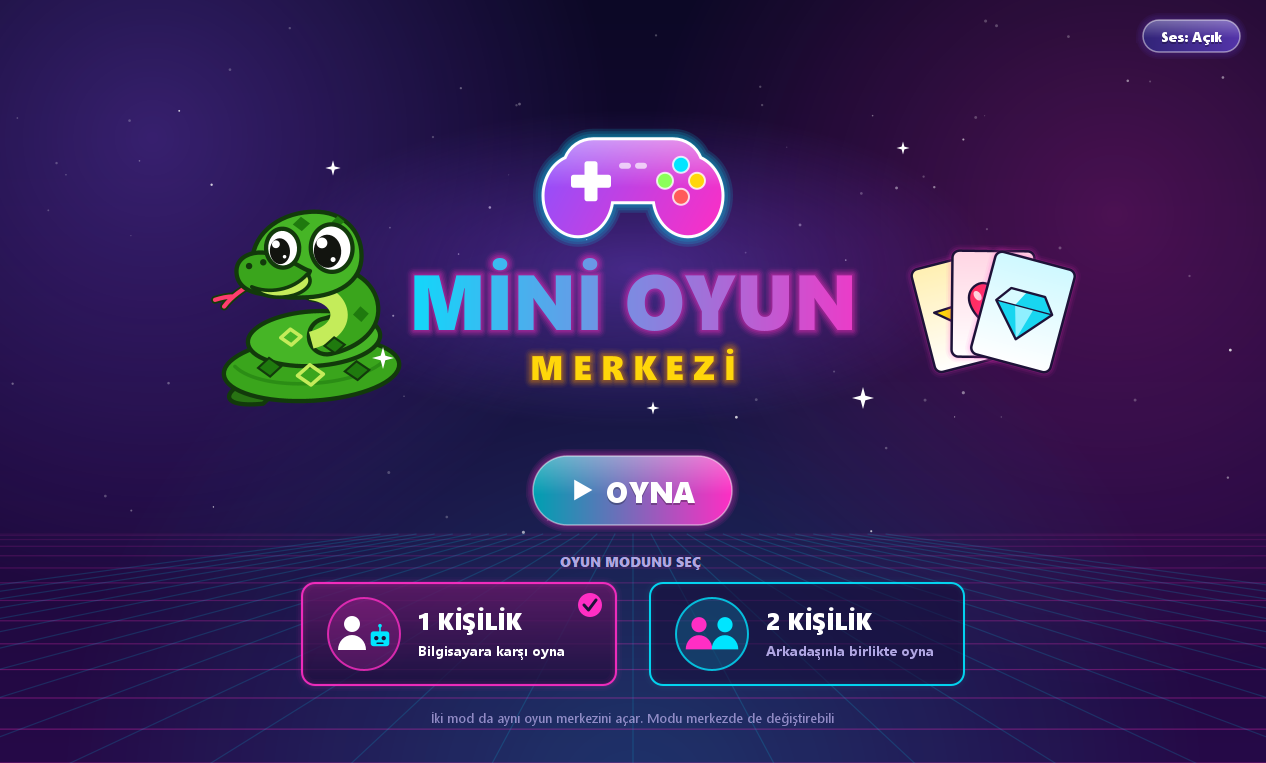 Ses: Açık
MİNİ OYUN
MERKEZİ
OYNA
OYUN MODUNU SEÇ
1 KİŞİLİK
Bilgisayara karşı oyna
2 KİŞİLİK
Arkadaşınla birlikte oyna
İki mod da aynı oyun merkezini açar. Modu merkezde de değiştirebili